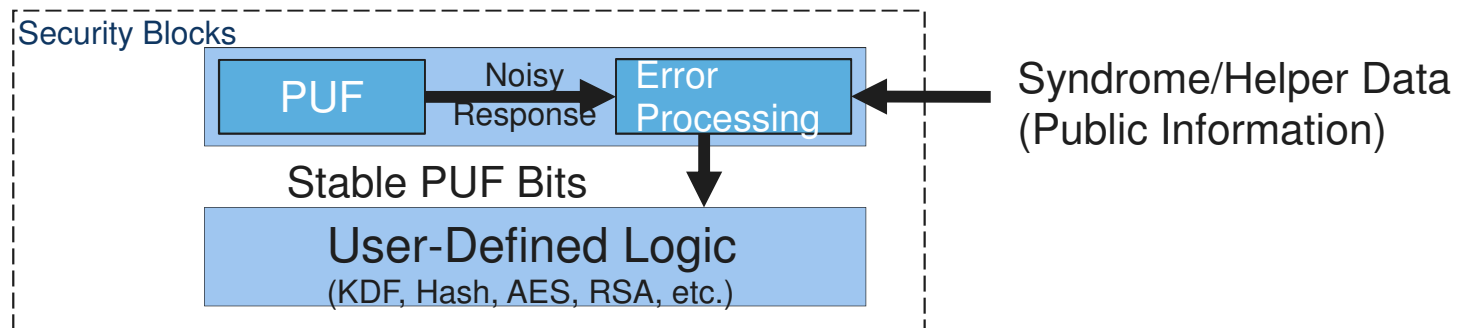 Security Blocks
PUF
Noisy
Response
Error
Processing
Syndrome/Helper Data
(Public Information)
Stable PUF Bits
User-Defined Logic
(KDF, Hash, AES, RSA, etc.)